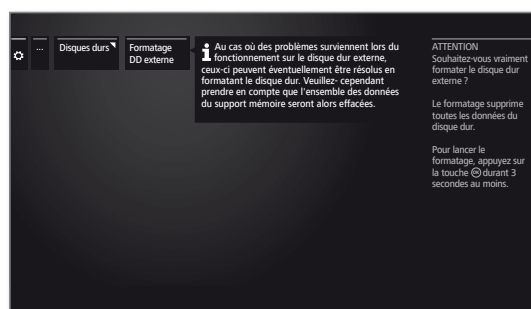 ...
Disques durs
Formatage
DD externe
Au cas où des problèmes surviennent lors du
fonctionnement sur le disque dur externe,
ceux-ci peuvent éventuellement être résolus en
formatant le disque dur. Veuillez- cependant
prendre en compte que l'ensemble des données
du support mémoire seront alors effacées.
ATTENTION
Souhaitez-vous vraiment
formater le disque dur
externe ?
Le formatage supprime
toutes les données du
disque dur.
Pour lancer le
formatage, appuyez sur
la touche OK durant 3
secondes au moins.